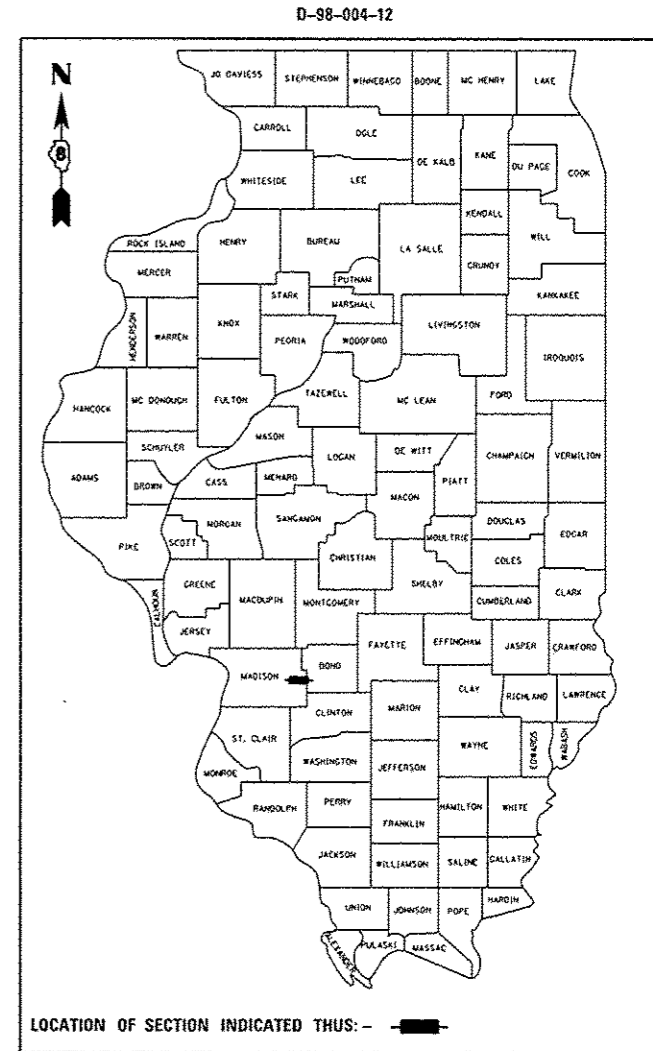 D-98-004-12
JO DAVIESS STEPHENSON WINNEBAGO BOONE MC HENRY LAKE
N
CARROLL OGLE
8
DE KALB KANE DU PAGE COOK
WHITESIDE LEE
KENDALL
ROCK ISLAND HENRY BUREAU LA SALLE WILL
MERCER PUTNAM GRUNDY
STARK MARSHALL KANKAKEE
HENDERSON WARREN KNOX PEORIA WOODFORD LIVINGSTON
IROQUOIS
HANCOCK MC DONOUGH FULTON TAZEWELL MC LEAN FORD
MASON
SCHUYLER LOGAN DE WITT CHAMPAIGN VERMILION
ADAMS BROWN CASS MENARD PIATT
MACON
MORGAN SANGAMON DOUGLAS
PIKE SCOTT CHRISTIAN MOULTRIE COLES EDGAR
GREENE SHELBY
CALHOUN MACOUPIN MONTGOMERY CUMBERLAND CLARK
JERSEY
FAYETTE EFFINGHAM JASPER CRAWFORD
MADISON BOND
CLAY RICHLAND LAWRENCE
CLINTON MARION
ST. CLAIR WAYNE EDWARDS WABASH
WASHINGTON JEFFERSON
MONROE
RANDOLPH PERRY HAMILTON WHITE
FRANKLIN
JACKSON WILLIAMSON SALINE GALLATIN
UNION JOHNSON POPE HARDIN
ALEXANDER PULASKI MASSAC
LOCATION OF SECTION INDICATED THUS: -